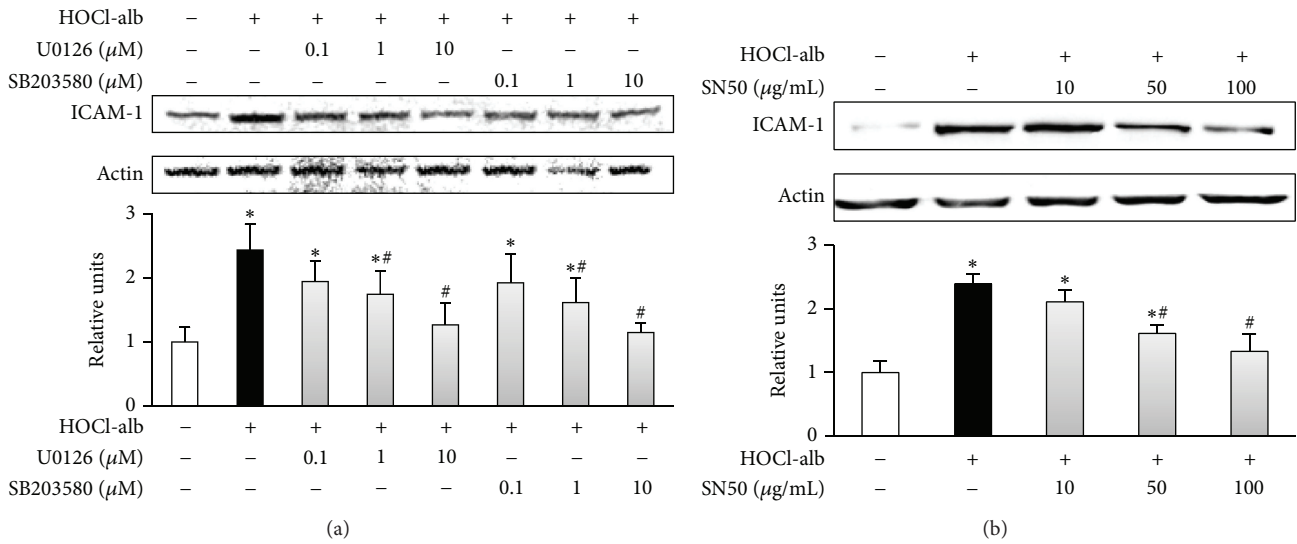 HOCl-alb – + + + + + + +
U0126 (μM) – – 0.1 1 10 – – –
SB203580 (μM) – – – – – 0.1 1 10
ICAM-1
Actin
3
2
1
0
Relative units
* * *# # * *# #
HOCl-alb – + + + + + + +
U0126 (μM) – – 0.1 1 10 – – –
SB203580 (μM) – – – – – 0.1 1 10
(a)
HOCl-alb – + + + +
SN50 (μg/mL) – – 10 50 100
ICAM-1
Actin
3
2
1
0
Relative units
* * *# #
HOCl-alb – + + + +
SN50 (μg/mL) – – 10 50 100
(b)